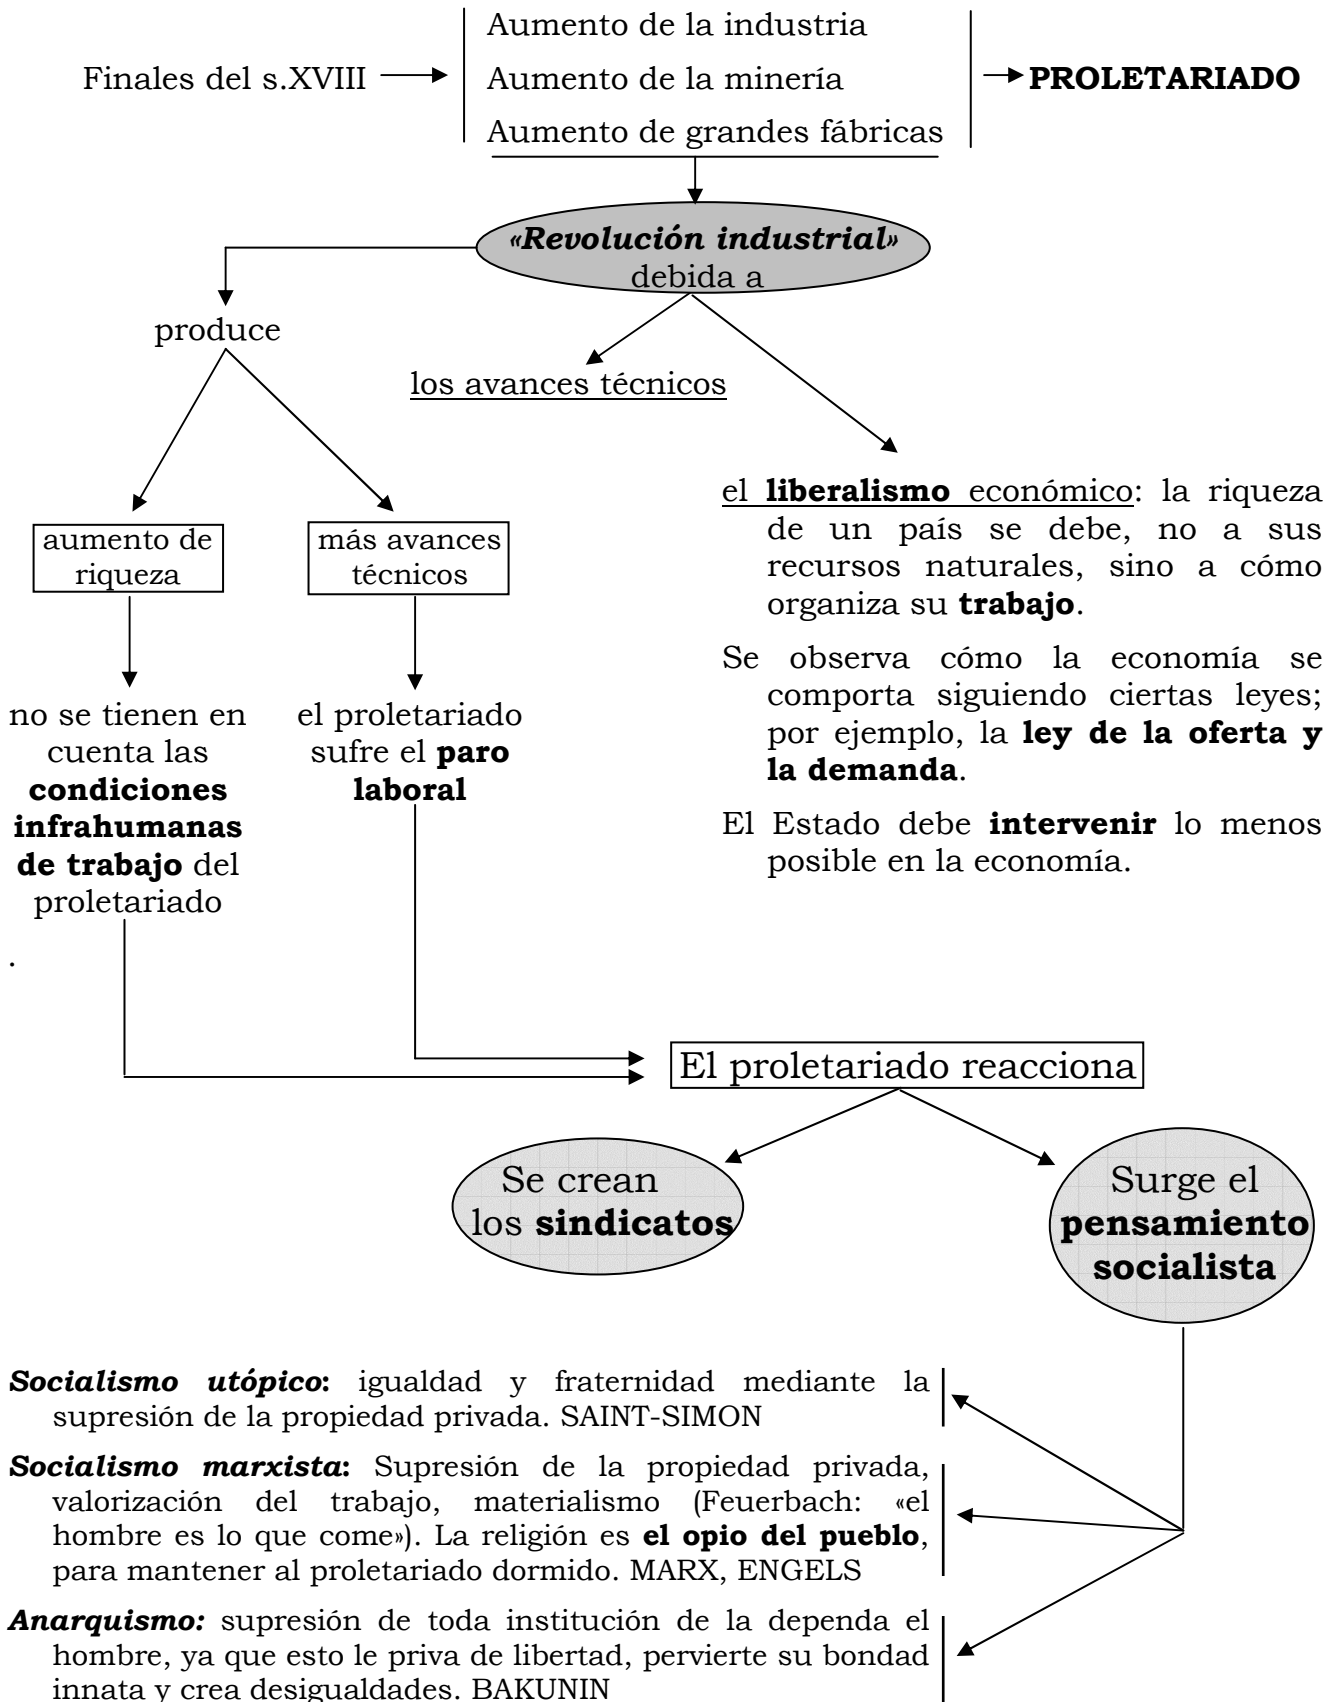 Aumento de la industria
Finales del s.XVIII
Aumento de la minería
PROLETARIADO
Aumento de grandes fábricas
«Revolución industrial»
debida a
produce
los avances técnicos
aumento de
riqueza
más avances
técnicos
el liberalismo económico: la riqueza
de un país se debe, no a sus
recursos naturales, sino a cómo
organiza su trabajo.
Se observa cómo la economía se
comporta siguiendo ciertas leyes;
por ejemplo, la ley de la oferta y
la demanda.
El Estado debe intervenir lo menos
posible en la economía.
no se tienen en
cuenta las
condiciones
infrahumanas
de trabajo del
proletariado
.
el proletariado
sufre el paro
laboral
El proletariado reacciona
Se crean
los sindicatos
Surge el
pensamiento
socialista
Socialismo utópico: igualdad y fraternidad mediante la
supresión de la propiedad privada. SAINT-SIMON
Socialismo marxista: Supresión de la propiedad privada,
valorización del trabajo, materialismo (Feuerbach: «el
hombre es lo que come»). La religión es el opio del pueblo,
para mantener al proletariado dormido. MARX, ENGELS
Anarquismo: supresión de toda institución de la dependa el
hombre, ya que esto le priva de libertad, pervierte su bondad
innata y crea desigualdades. BAKUNIN